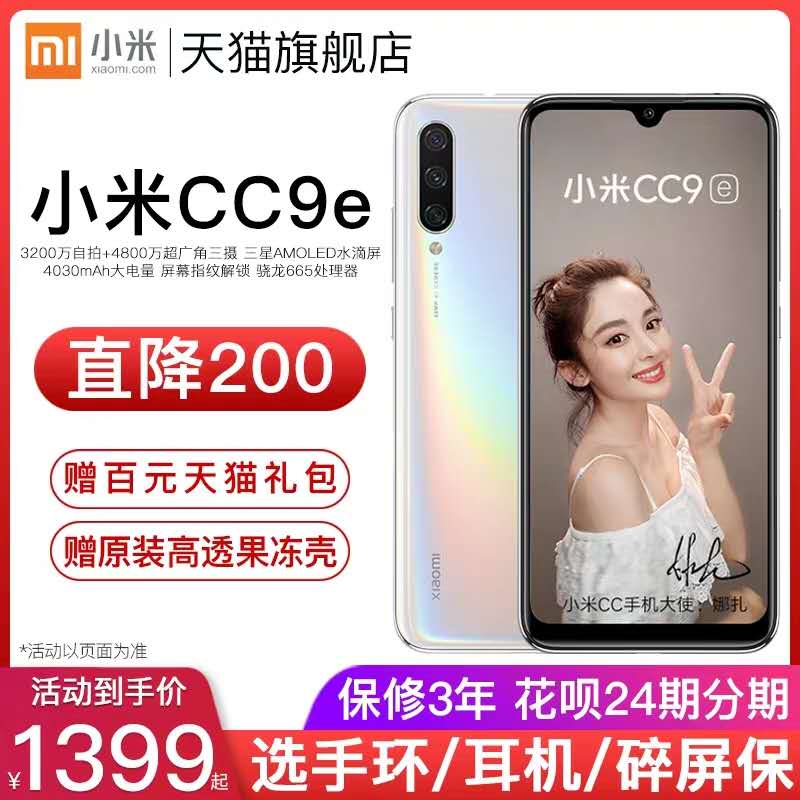 小米 | 天猫旗舰店
xiaomi.com
小米CC9e
3200万自拍+4800万超广角三摄 三星AMOLED水滴屏
4030mAh大电量 屏幕指纹解锁 骁龙665处理器
直降200
赠百元天猫礼包
赠原装高透果冻壳
*活动以页面为准
xiaomi
小米CC9e
小米CC手机大使:娜扎
活动到手价
¥1399起
保修3年 花呗24期分期
选手环/耳机/碎屏保